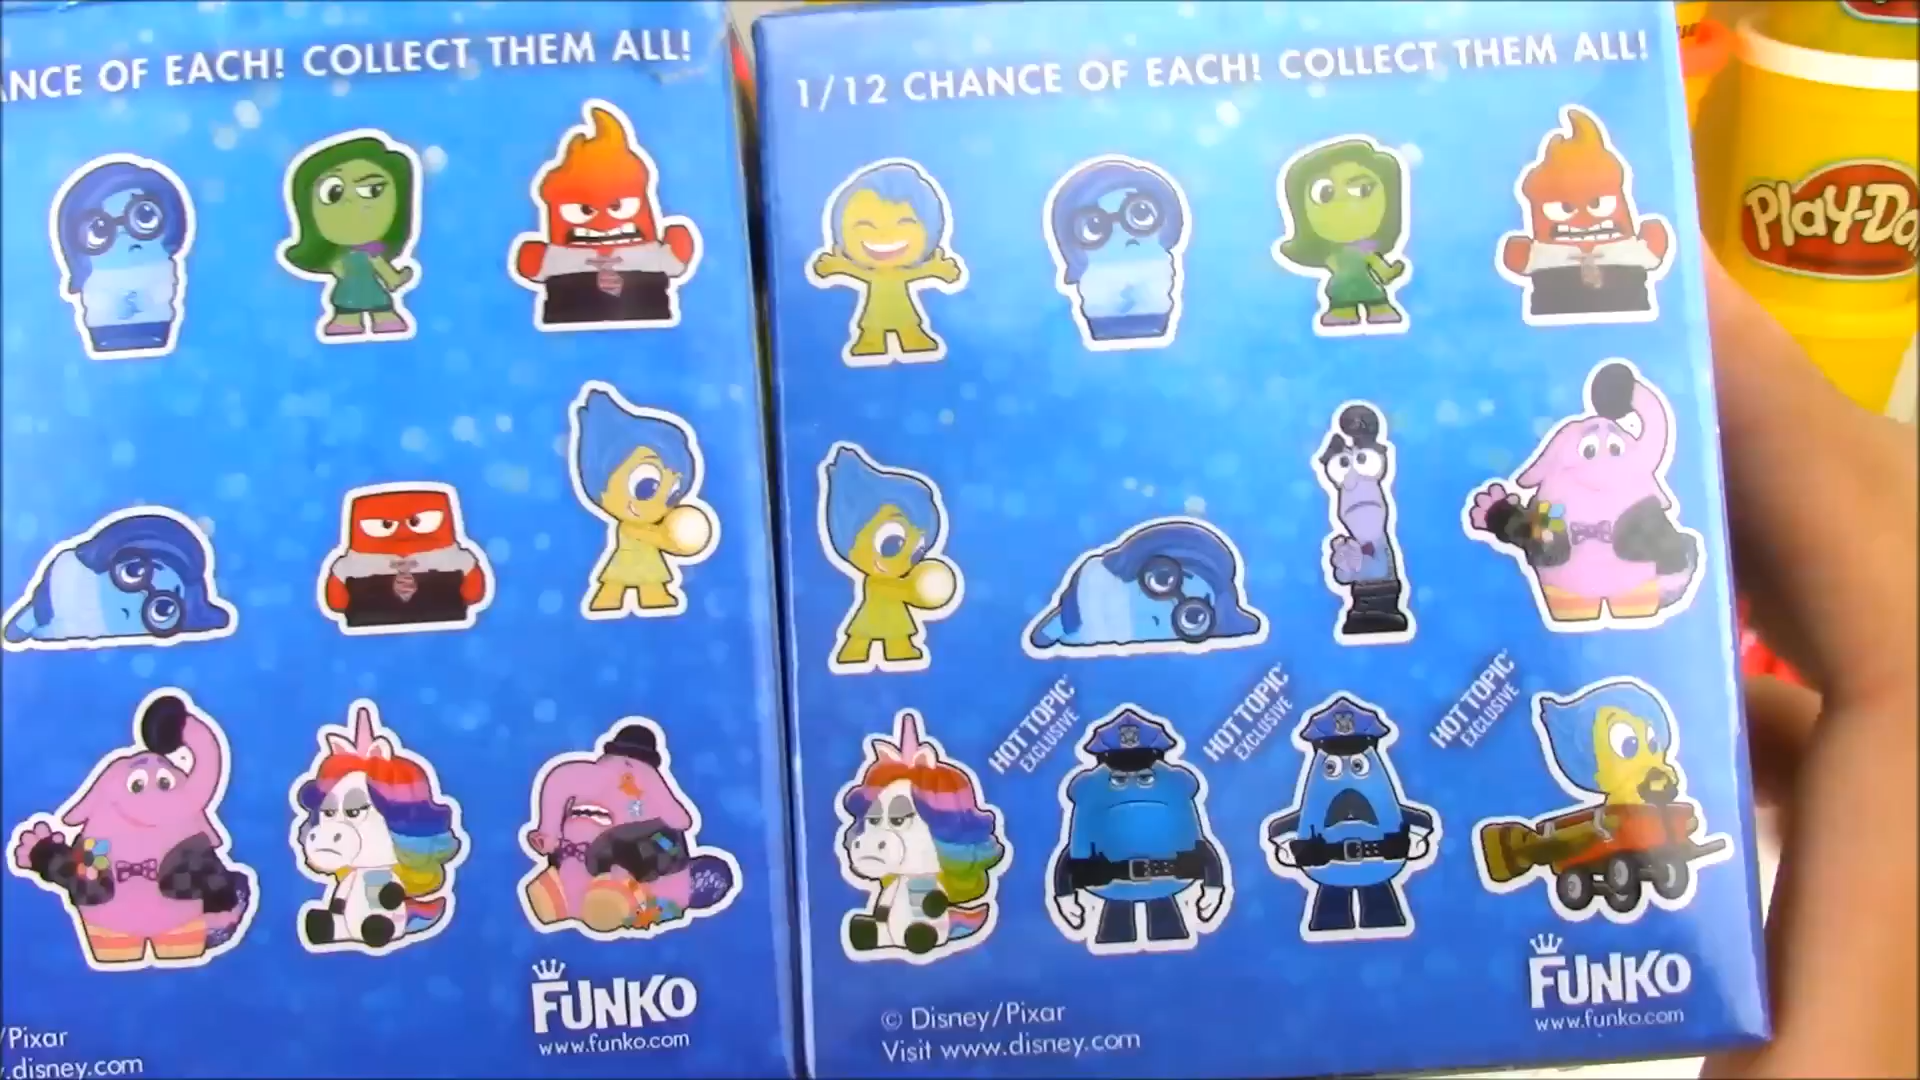 ANCE OF EACH! COLLECT THEM ALL!
FUNKO
www.funko.com
/Pixar
.disney.com
1/12 CHANCE OF EACH! COLLECT THEM ALL!
HOT TOPIC
EXCLUSIVE
HOT TOPIC
EXCLUSIVE
HOT TOPIC
EXCLUSIVE
FUNKO
www.funko.com
© Disney/Pixar
Visit www.disney.com
Play-Do